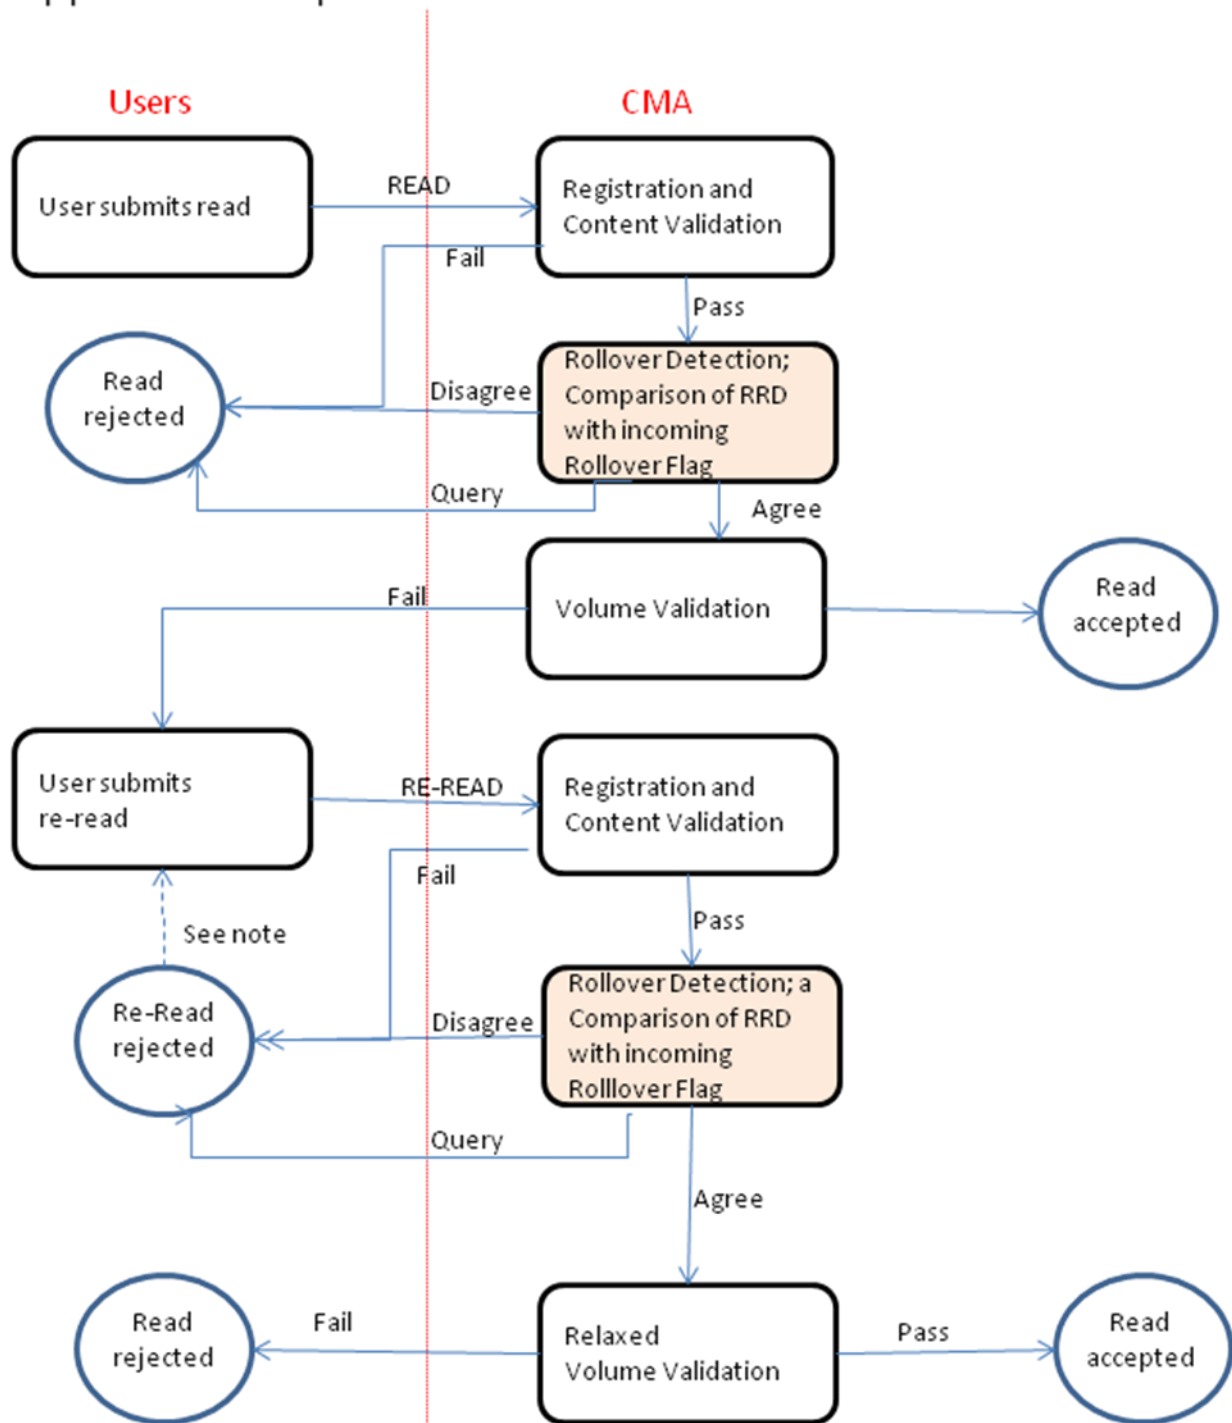 Users
CMA
User submits read
READ
Registration and
Content Validation
Fail
Pass
Read
rejected
Disagree
Rollover Detection;
Comparison of RRD
with incoming
Rollover Flag
Query
Agree
Fail
Volume Validation
Read
accepted
User submits
re-read
RE-READ
Registration and
Content Validation
Fail
Pass
See note
Re-Read
rejected
Disagree
Rollover Detection; a
Comparison of RRD
with incoming
Rolllover Flag
Query
Agree
Read
rejected
Fail
Relaxed
Volume Validation
Pass
Read
accepted